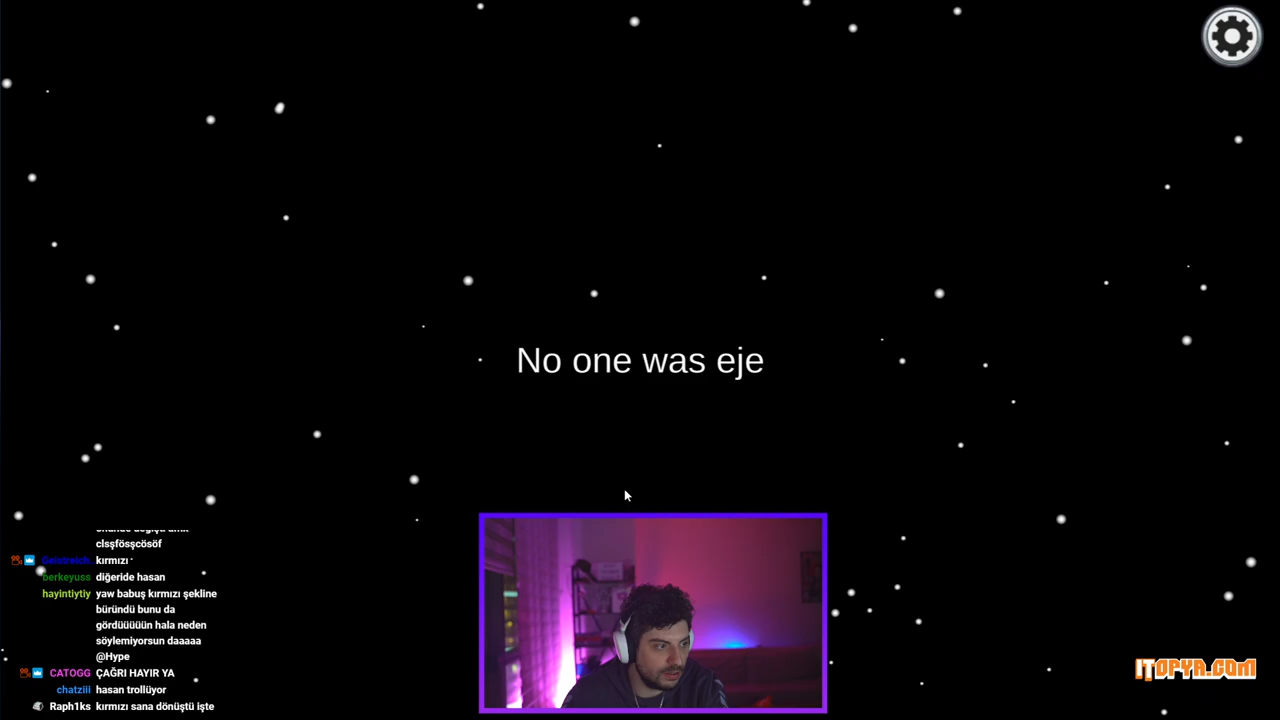 No one was eje
clsşfösşcösöf
kırmızı
berkeyuss diğeride hasan
hayintiytiy yaw babuş kırmızı şekline
büründü bunu da
gördüüüüün hala neden
söylemiyorsun daaaaa
@Hype
CATOGG ÇAĞRI HAYIR YA
chatziii hasan trollüyor
Raph1ks kırmızı sana dönüştü işte
ITOPYA.COM